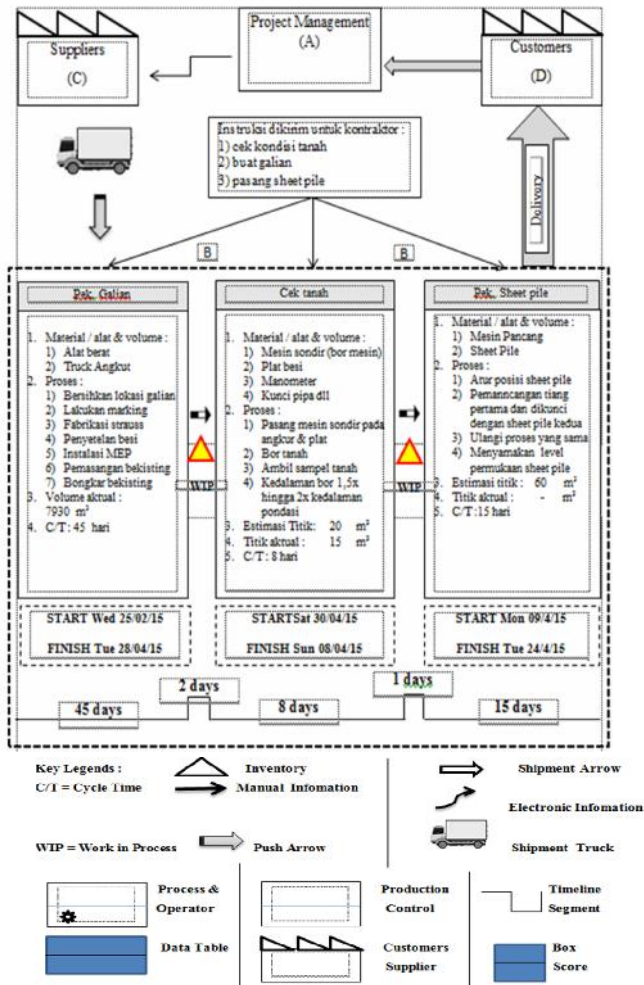 Project Management
(A)
Suppliers
(C)
Customers
(D)
Instruksi dikirim untuk kontraktor :
1) cek kondisi tanah
2) buat galian
3) pasang sheet pile
Delivery
B
B
Pek. Galian
1. Material / alat & volume :
1) Alat berat
2) Truck Angkut
2. Proses :
1) Bersihkan lokasi galian
2) Lakukan marking
3) Fabrikasi strauss
4) Penyetelan besi
5) Instalasi MEP
6) Pemasangan bekisting
7) Bongkar bekisting
3. Volume aktual :
7930 m³
4. C/T : 45 hari
WIP
Cek tanah
1. Material / alat & volume :
1) Mesin sondir (bor mesin)
2) Plat besi
3) Manometer
4) Kunci pipa dll
2. Proses :
1) Pasang mesin sondir pada
angkur & plat
2) Bor tanah
3) Ambil sampel tanah
4) Kedalaman bor 1,5x
hingga 2x kedalaman
pondasi
3. Estimasi Titik: 20 m³
4. Titik aktual : 15 m³
5. C/T : 8 hari
WIP
Pek. Sheet pile
1. Material / alat & volume :
1) Mesin Pancang
2) Sheet Pile
2. Proses :
1) Atur posisi sheet pile
2) Pemanncangan tiang
pertama dan dikunci
dengan sheet pile kedua
3) Ulangi proses yang sama
4) Menyamakan level
permukaan sheet pile
3. Estimasi titik : 60 m³
4. Titik aktual : - m³
5. C/T :15 hari
START Wed 25/02/15
FINISH Tue 28/04/15
STARTSat 30/04/15
FINISH Sun 08/04/15
START Mon 09/4/15
FINISH Tue 24/4/15
45 days
2 days
8 days
1 days
15 days
Key Legends :
C/T = Cycle Time
Inventory
Manual Infomation
Shipment Arrow
Electronic Infomation
WIP = Work in Process
Push Arrow
Shipment Truck
Process &
Operator
Production
Control
Timeline
Segment
Data Table
Customers
Supplier
Box
Score